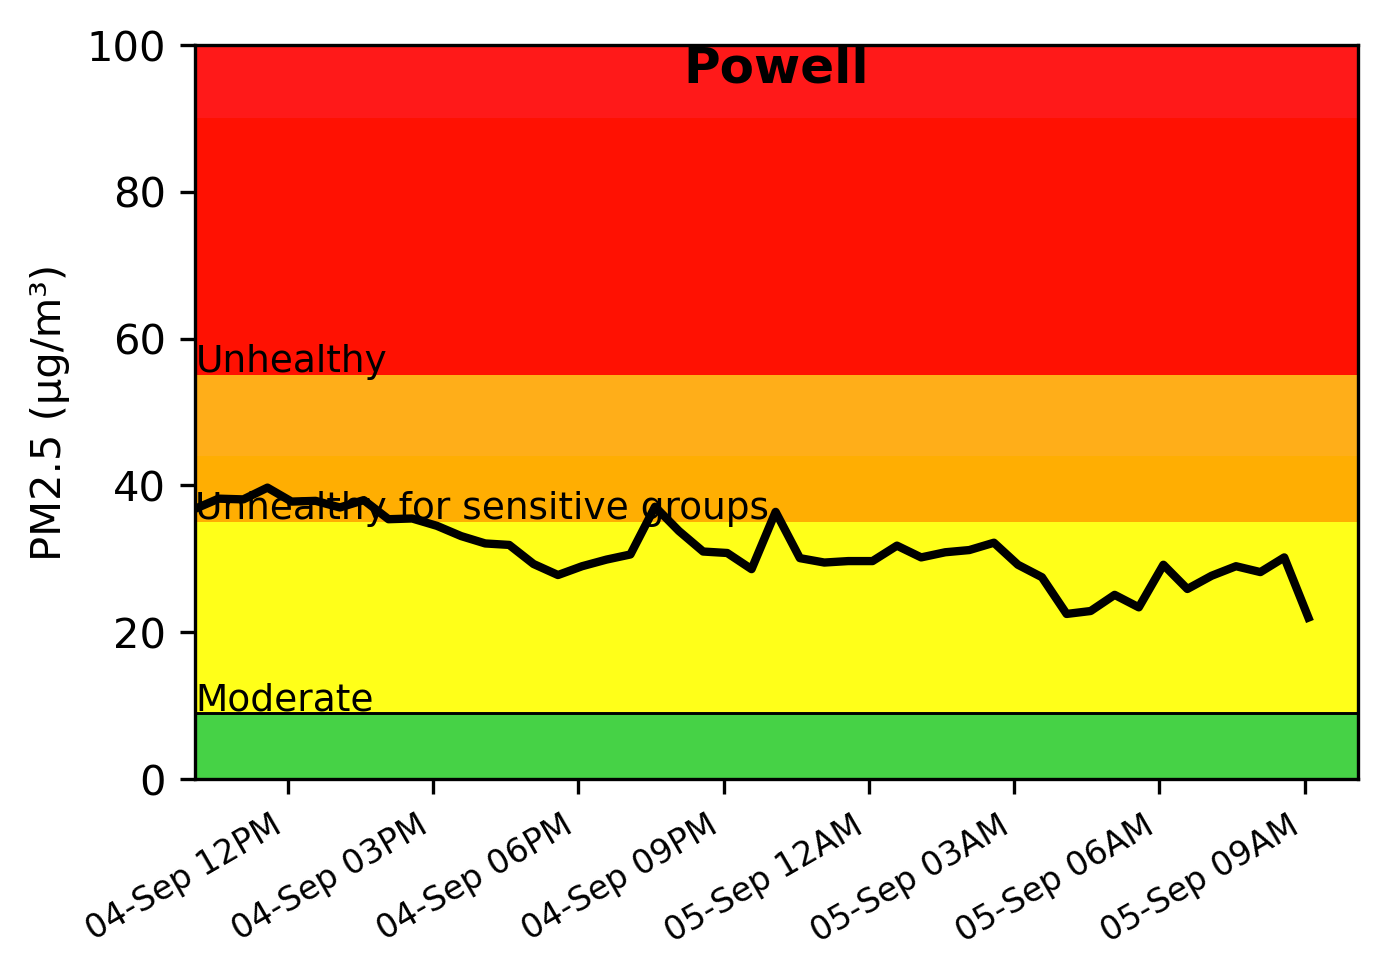 Powell
PM2.5 (µg/m³)
100
80
60
40
20
0
Unhealthy
Unhealthy for sensitive groups
Moderate
04-Sep 12PM
04-Sep 03PM
04-Sep 06PM
04-Sep 09PM
05-Sep 12AM
05-Sep 03AM
05-Sep 06AM
05-Sep 09AM